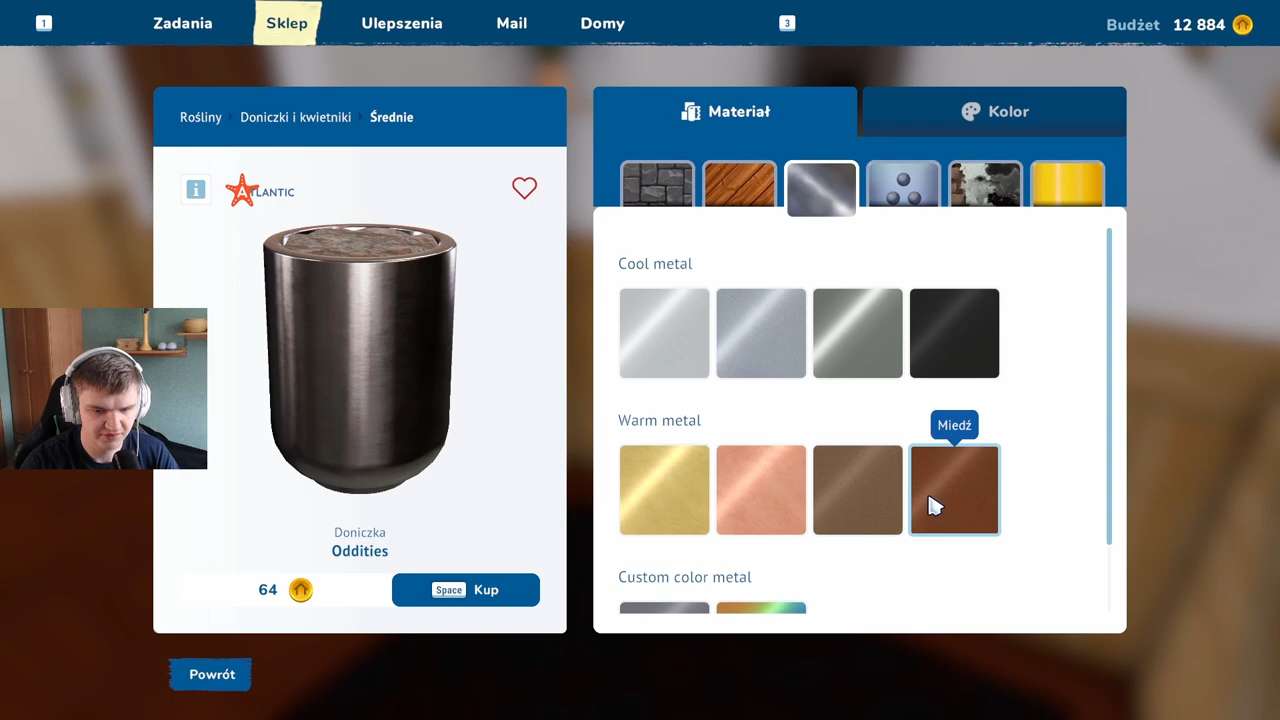 1
Zadania
Sklep
Ulepszenia
Mail
Domy
3
Budżet 12 884
Rośliny Doniczki i kwietniki Średnie
ATLANTIC
Doniczka
Oddities
64
Space Kup
Powrót
Materiał
Kolor
Cool metal
Warm metal
Miedź
Custom color metal